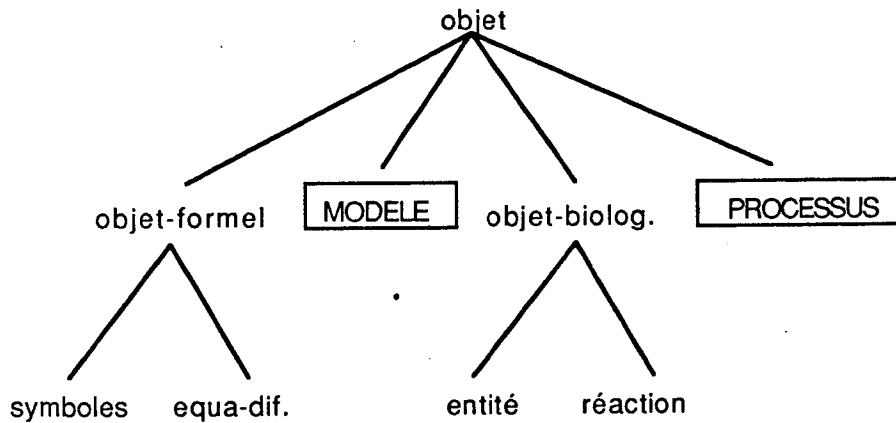 objet
objet-formel MODELE objet-biolog. PROCESSUS
symboles equa-dif. entité réaction